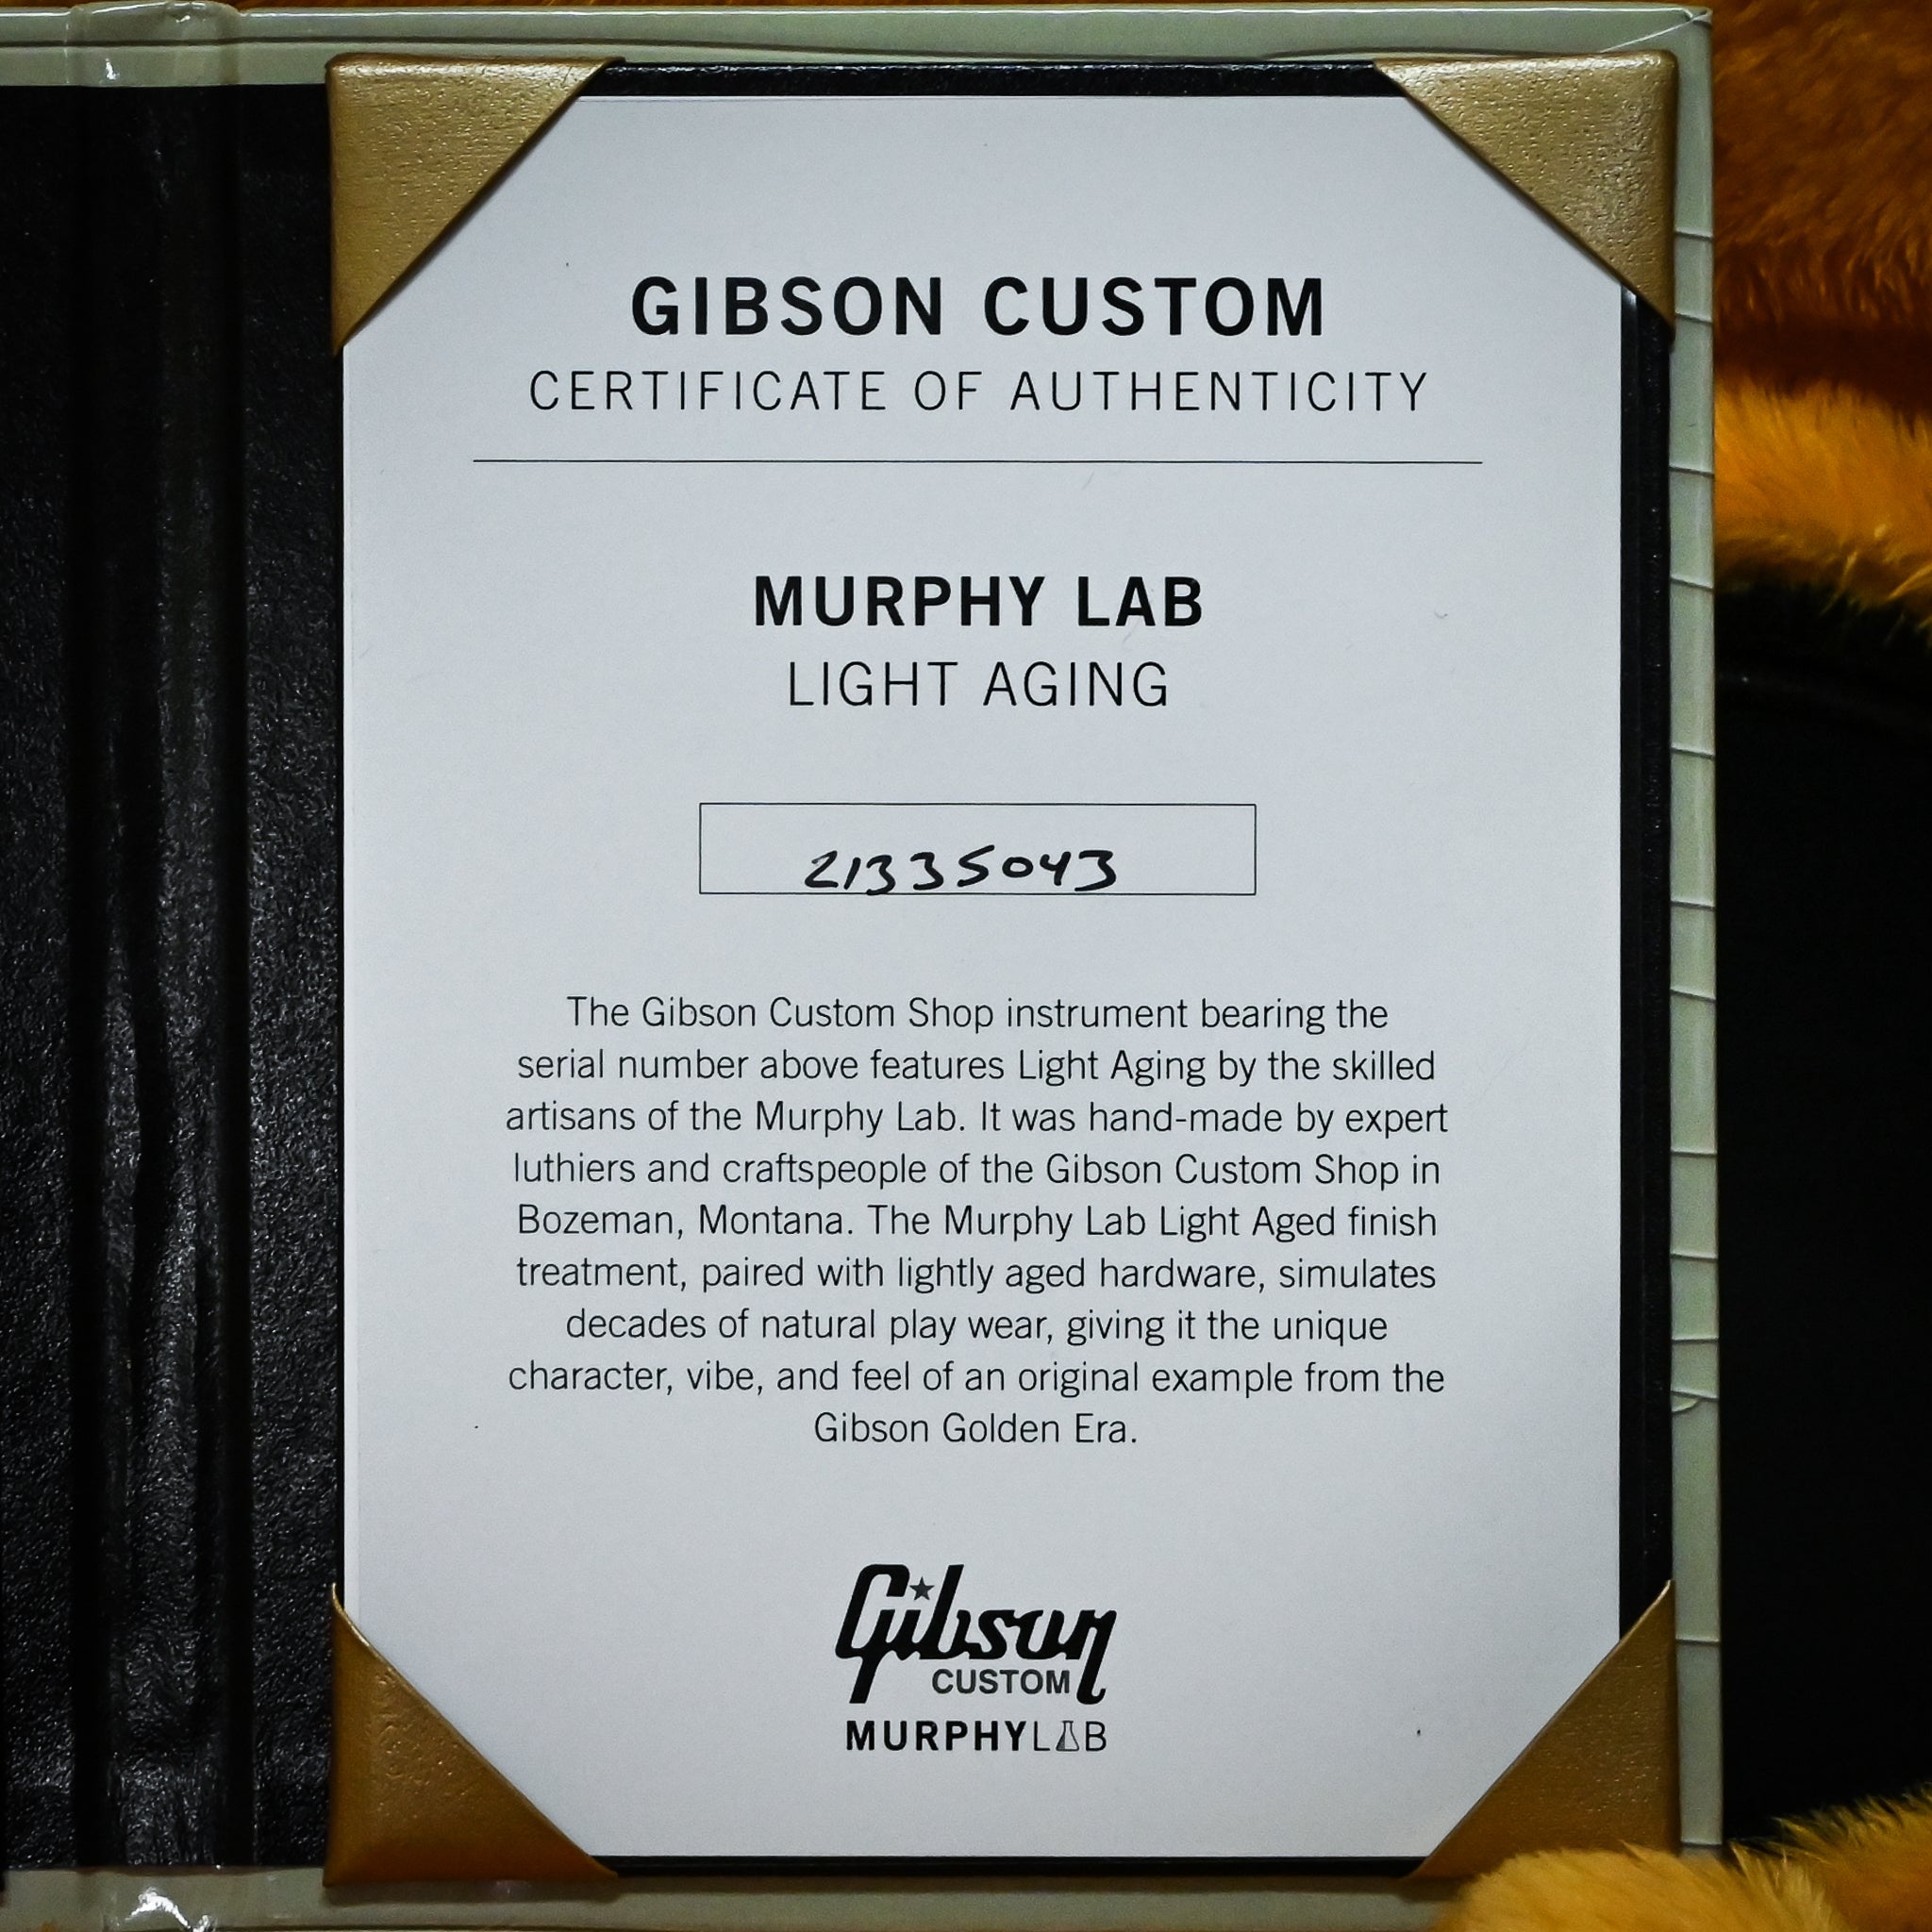 GIBSON CUSTOM
CERTIFICATE OF AUTHENTICITY
MURPHY LAB
LIGHT AGING
21335043
The Gibson Custom Shop instrument bearing the
serial number above features Light Aging by the skilled
artisans of the Murphy Lab. It was hand-made by expert
luthiers and craftspeople of the Gibson Custom Shop in
Bozeman, Montana. The Murphy Lab Light Aged finish
treatment, paired with lightly aged hardware, simulates
decades of natural play wear, giving it the unique
character, vibe, and feel of an original example from the
Gibson Golden Era.
Gibson
CUSTOM
MURPHYLAB